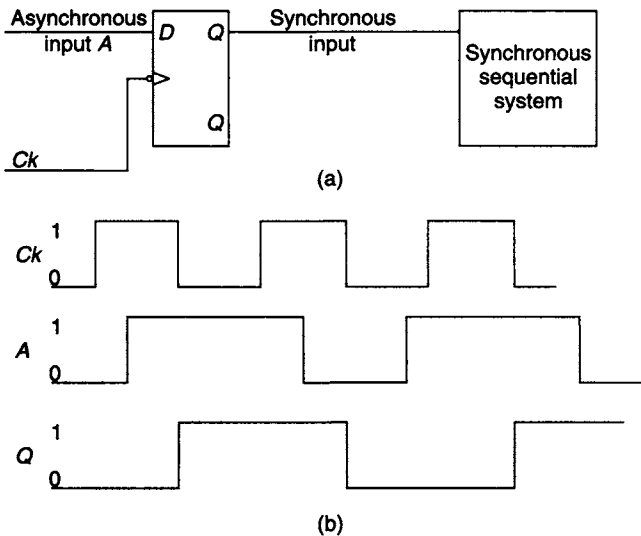 Asynchronous
input A
D
Q
Synchronous
input
Synchronous
sequential
system
Q
Ck
(a)
1
Ck
0
1
A
0
1
Q
0
(b)